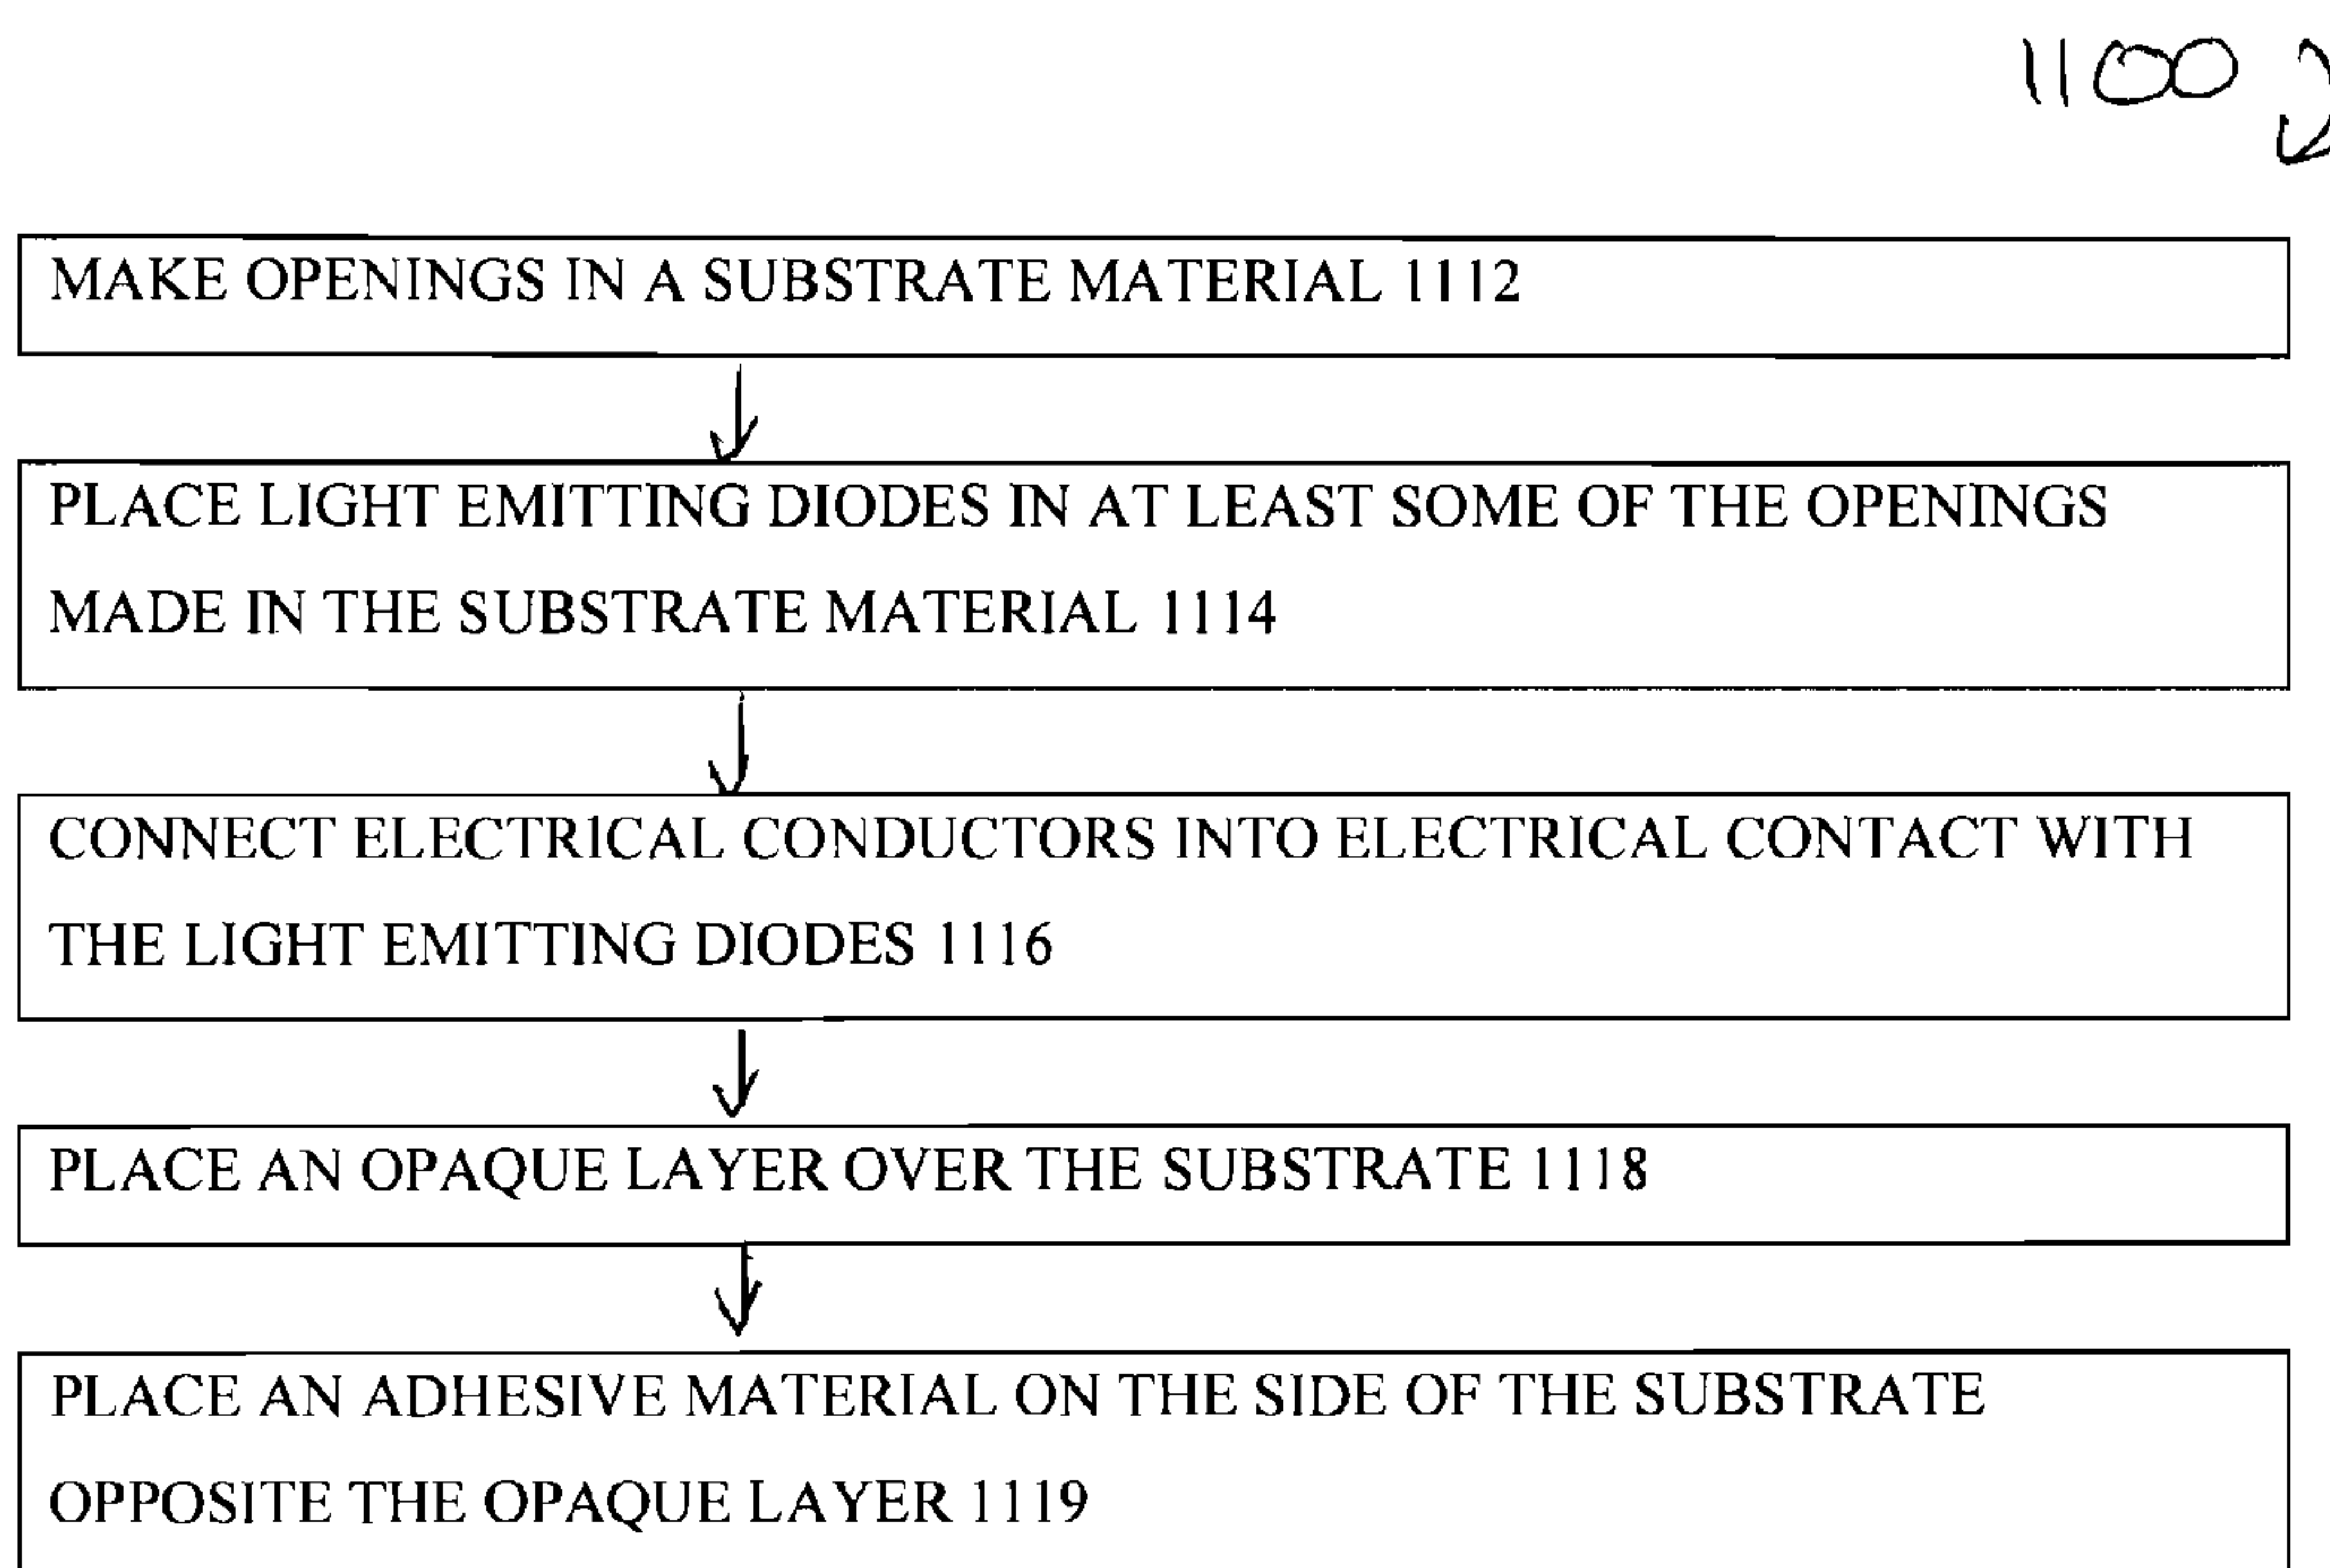 1100
MAKE OPENINGS IN A SUBSTRATE MATERIAL 1112
PLACE LIGHT EMITTING DIODES IN AT LEAST SOME OF THE OPENINGS
MADE IN THE SUBSTRATE MATERIAL 1114
CONNECT ELECTRICAL CONDUCTORS INTO ELECTRICAL CONTACT WITH
THE LIGHT EMITTING DIODES 1116
PLACE AN OPAQUE LAYER OVER THE SUBSTRATE 1118
PLACE AN ADHESIVE MATERIAL ON THE SIDE OF THE SUBSTRATE
OPPOSITE THE OPAQUE LAYER 1119